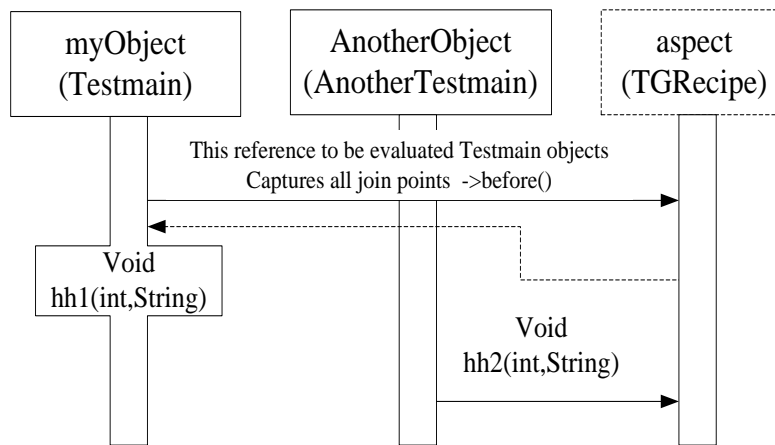 myObject
(Testmain)
AnotherObject
(AnotherTestmain)
aspect
(TGRecipe)
This reference to be evaluated Testmain objects
Captures all join points ->before()
Void
hh1(int,String)
Void
hh2(int,String)